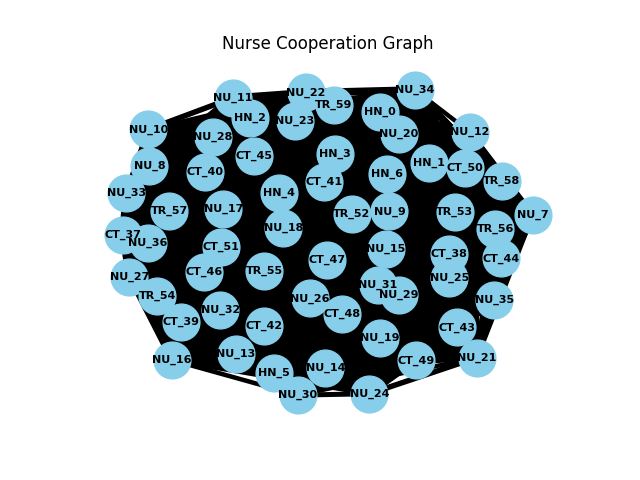 Nurse Cooperation Graph
NU_34
NU_22
NU_11
TR_59
HN_0
HN_2
NU_23
NU_10
NU_12
NU_20
NU_28
HN_3
CT_45
HN_1
NU_8
CT_50
CT_40
HN_6
TR_58
CT_41
NU_33
HN_4
NU_17
TR_57
NU_9
TR_53
TR_52
NU_7
NU_18
TR_56
CT_37
NU_36
CT_51
NU_15
CT_38
CT_44
CT_47
TR_55
CT_46
NU_27
NU_25
NU_31
NU_29
TR_54
NU_26
NU_35
NU_32
CT_48
CT_39
CT_42
CT_43
NU_19
NU_13
NU_21
NU_16
CT_49
NU_14
HN_5
NU_24
NU_30